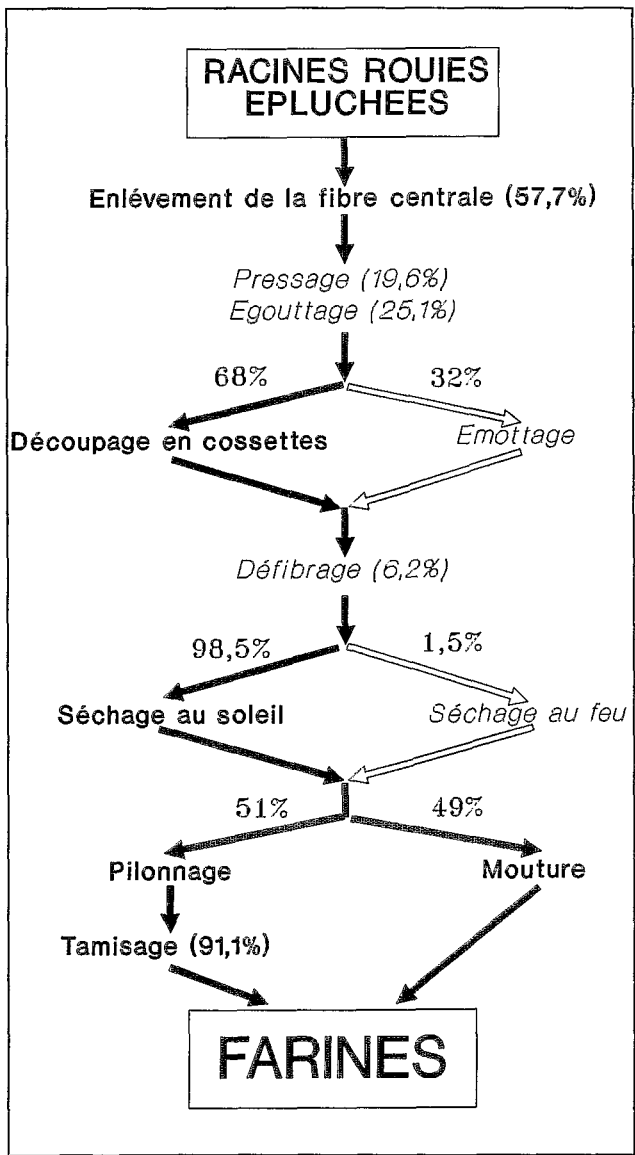 RACINES ROUIES
EPLUCHEES
Enlévement de la fibre centrale (57,7%)
Pressage (19,6%)
Egouttage (25,1%)
68% 32%
Découpage en cossettes Emottage
Défibrage (6,2%)
98,5% 1,5%
Séchage au soleil Séchage au feu
51% 49%
Pilonnage Mouture
Tamisage (91,1%)
FARINES